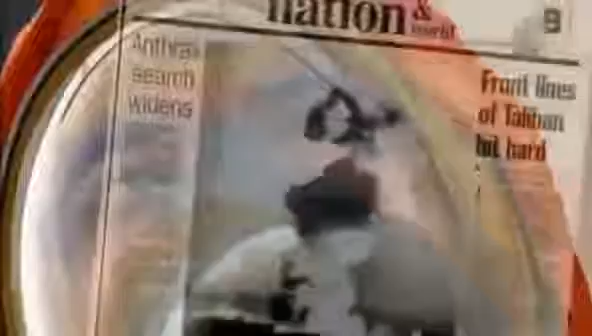 nation &
world
9
Anthrax
search
widens
Front lines
of Taliban
hit hard